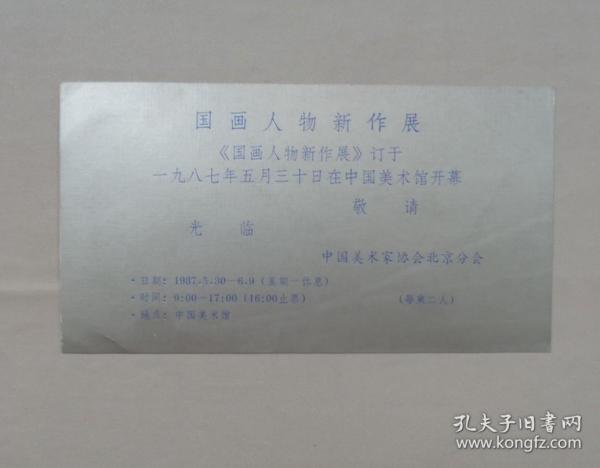 国画人物新作展
《国画人物新作展》订于
一九八七年五月三十日在中国美术馆开幕
敬请
光临
中国美术家协会北京分会
·日期：1987.5.30—6.9（星期一休息）
·时间：9:00—17:00（16:00止票）（每柬二人）
·地点：中国美术馆
孔夫子旧书网
www.kongfz.com